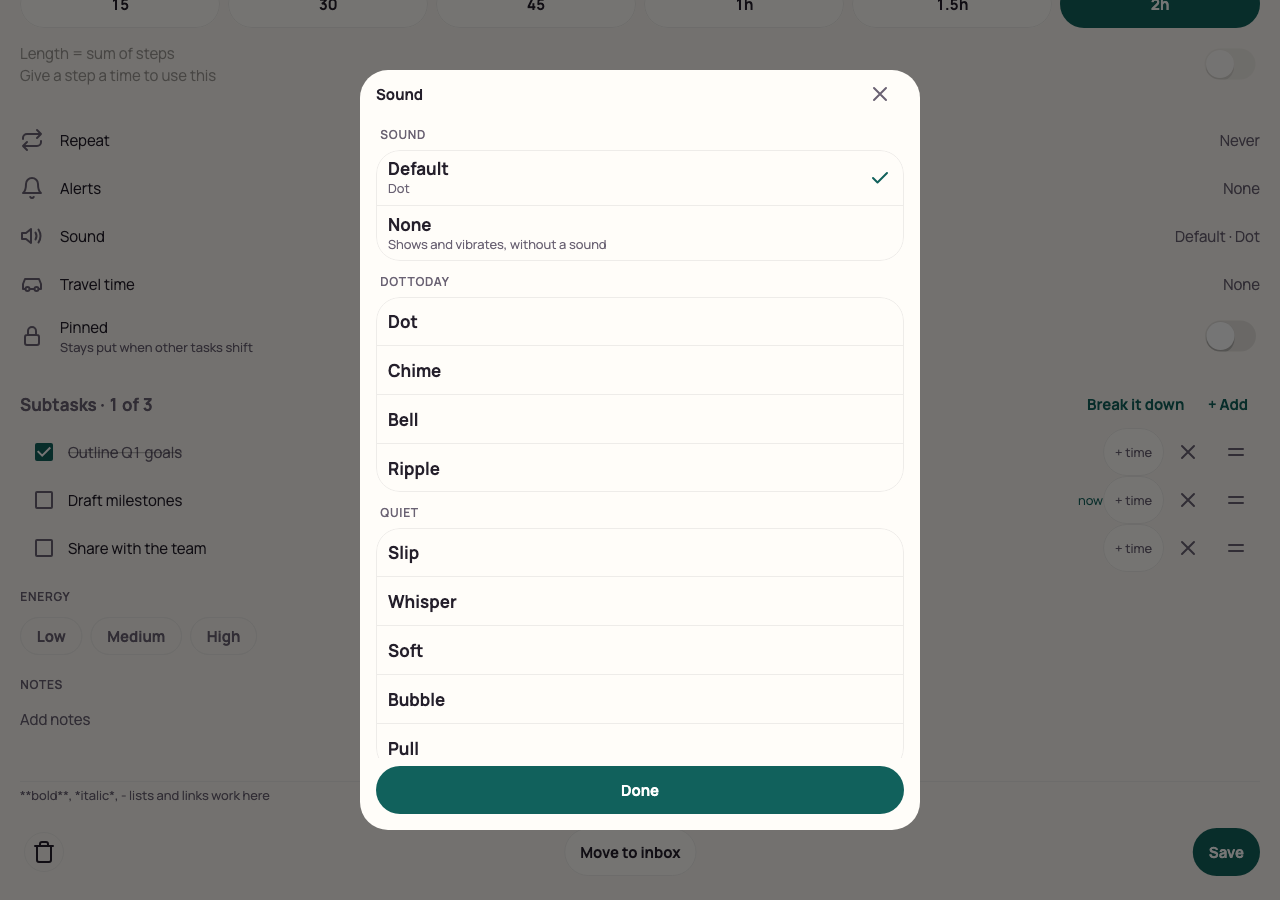 15 30 45 1h 1.5h 2h
Length = sum of steps
Give a step a time to use this
Repeat Never
Alerts None
Sound Default · Dot
Travel time None
Pinned
Stays put when other tasks shift
Subtasks · 1 of 3 Break it down + Add
Outline Q1 goals + time
Draft milestones now + time
Share with the team + time
ENERGY
Low Medium High
NOTES
Add notes
**bold**, *italic*, - lists and links work here
Move to inbox Save
Sound
SOUND
Default
Dot
None
Shows and vibrates, without a sound
DOTTODAY
Dot
Chime
Bell
Ripple
QUIET
Slip
Whisper
Soft
Bubble
Pull
Done